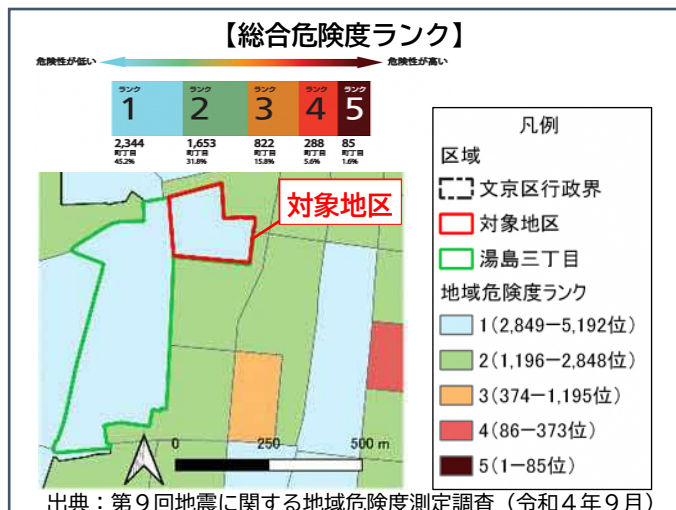 【総合危険度ランク】
危険性が低い 危険性が高い
ランク ランク ランク ランク ランク
1 2 3 4 5
2,344 1,653 822 288 85
町丁目 町丁目 町丁目 町丁目 町丁目
45.2% 31.8% 15.8% 5.6% 1.6%
対象地区
0 250 500 m
凡例
区域
文京区行政界
対象地区
湯島三丁目
地域危険度ランク
1(2,849ー5,192位)
2(1,196ー2,848位)
3(374ー1,195位)
4(86ー373位)
5(1ー85位)
出典：第９回地震に関する地域危険度測定調査（令和４年９月）